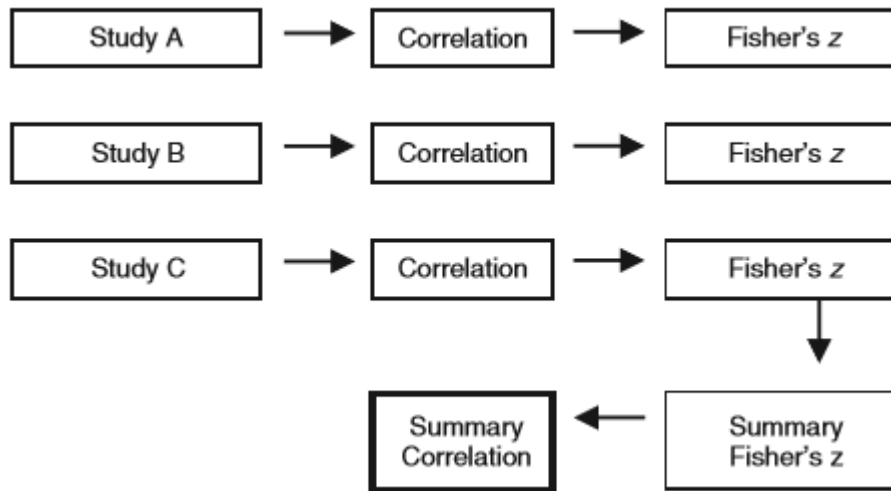 Study A Correlation Fisher's z
Study B Correlation Fisher's z
Study C Correlation Fisher's z
Summary Correlation
Summary Fisher's z